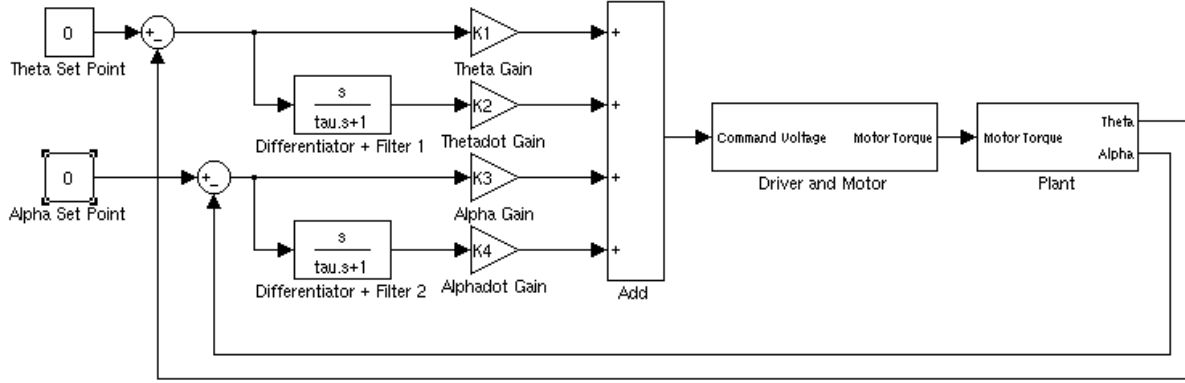 0
+
-
Theta Set Point
K1
Theta Gain
+
s
tau.s+1
Differentiator + Filter 1
K2
Thetadot Gain
+
Command Voltage
Motor Torque
Driver and Motor
Motor Torque
Theta
Alpha
Plant
0
+
-
Alpha Set Point
K3
Alpha Gain
+
s
tau.s+1
Differentiator + Filter 2
K4
Alphadot Gain
+
Add